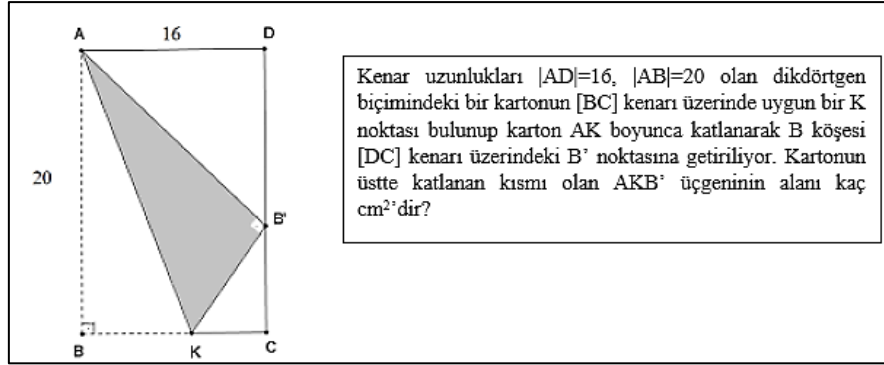 A 16 D
20
B'
B K C
Kenar uzunlukları |AD|=16, |AB|=20 olan dikdörtgen
biçimindeki bir kartonun [BC] kenarı üzerinde uygun bir K
noktası bulunup karton AK boyunca katlanarak B köşesi
[DC] kenarı üzerindeki B’ noktasına getiriliyor. Kartonun
üstte katlanan kısmı olan AKB’ üçgeninin alanı kaç
cm²’dir?